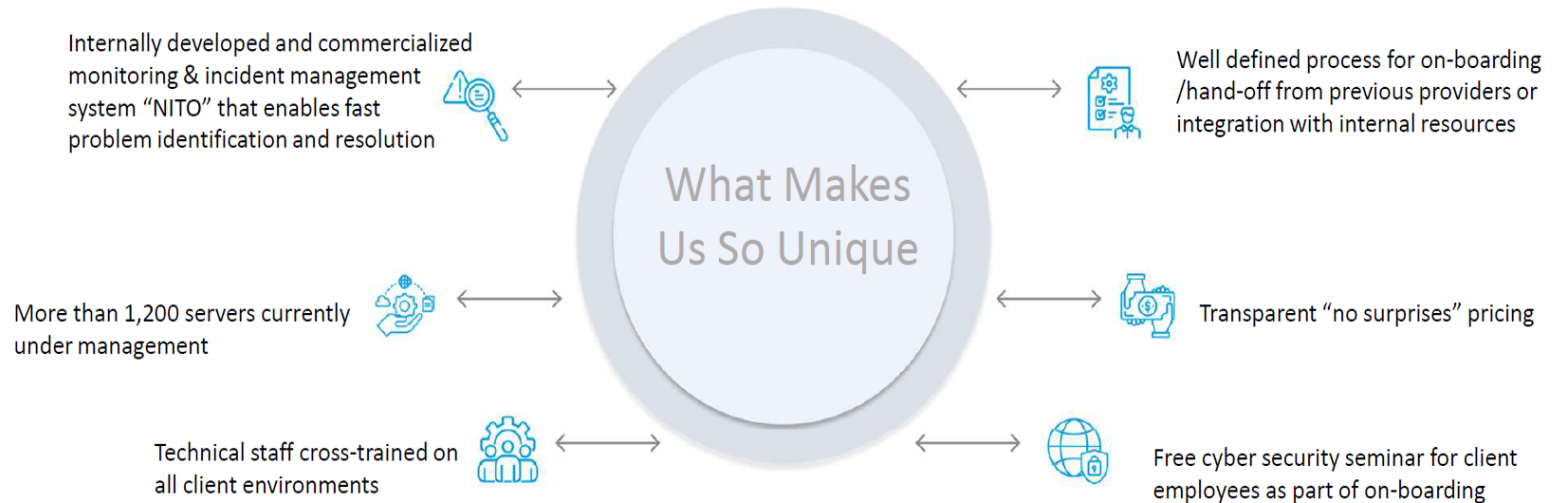 Internally developed and commercialized
monitoring & incident management
system “NITO” that enables fast
problem identification and resolution
More than 1,200 servers currently
under management
Technical staff cross-trained on
all client environments
What Makes
Us So Unique
Well defined process for on-boarding
/hand-off from previous providers or
integration with internal resources
Transparent “no surprises” pricing
Free cyber security seminar for client
employees as part of on-boarding